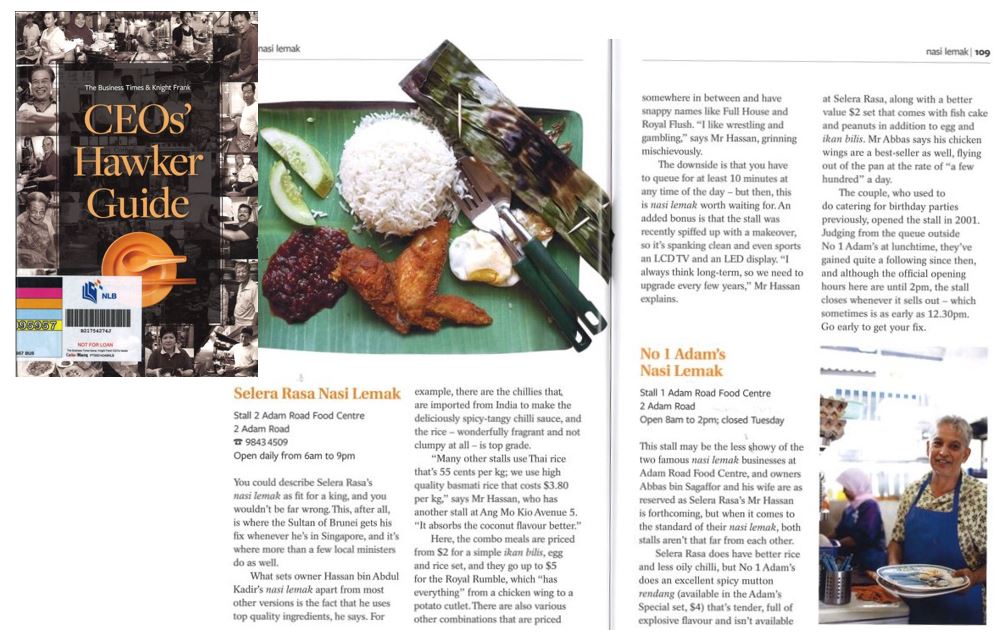 The Business Times & Knight Frank
CEOs'
Hawker
Guide
NLB
B21754274J
NOT FOR LOAN
nasi lemak
Selera Rasa Nasi Lemak
Stall 2 Adam Road Food Centre
2 Adam Road
☎ 98434509
Open daily from 6am to 9pm
You could describe Selera Rasa's
nasi lemak as fit for a king, and you
wouldn't be far wrong. This, after all,
is where the Sultan of Brunei gets his
fix whenever he's in Singapore, and it's
where more than a few local ministers
do as well.
What sets owner Hassan bin Abdul
Kadir's nasi lemak apart from most
other versions is the fact that he uses
top quality ingredients, he says. For
example, there are the chillies that,
are imported from India to make the
deliciously spicy-tangy chilli sauce, and
the rice – wonderfully fragrant and not
clumpy at all – is top grade.
"Many other stalls use Thai rice
that's 55 cents per kg; we use high
quality basmati rice that costs $3.80
per kg," says Mr Hassan, who has
another stall at Ang Mo Kio Avenue 5.
"It absorbs the coconut flavour better."
Here, the combo meals are priced
from $2 for a simple ikan bilis, egg
and rice set, and they go up to $5
for the Royal Rumble, which "has
everything" from a chicken wing to a
potato cutlet. There are also various
other combinations that are priced
nasi lemak | 109
somewhere in between and have
snappy names like Full House and
Royal Flush. "I like wrestling and
gambling," says Mr Hassan, grinning
mischievously.
The downside is that you have
to queue for at least 10 minutes at
any time of the day – but then, this
is nasi lemak worth waiting for. An
added bonus is that the stall was
recently spiffed up with a makeover,
so it's spanking clean and even sports
an LCD TV and an LED display. "I
always think long-term, so we need to
upgrade every few years," Mr Hassan
explains.
No 1 Adam's
Nasi Lemak
Stall 1 Adam Road Food Centre
2 Adam Road
Open 8am to 2pm; closed Tuesday
This stall may be the less showy of the
two famous nasi lemak businesses at
Adam Road Food Centre, and owners
Abbas bin Sagaffor and his wife are as
reserved as Selera Rasa's Mr Hassan
is forthcoming, but when it comes to
the standard of their nasi lemak, both
stalls aren't that far from each other.
Selera Rasa does have better rice
and less oily chilli, but No 1 Adam's
does an excellent spicy mutton
rendang (available in the Adam's
Special set, $4) that's tender, full of
explosive flavour and isn't available
at Selera Rasa, along with a better
value $2 set that comes with fish cake
and peanuts in addition to egg and
ikan bilis. Mr Abbas says his chicken
wings are a best-seller as well, flying
out of the pan at the rate of "a few
hundred" a day.
The couple, who used to
do catering for birthday parties
previously, opened the stall in 2001.
Judging from the queue outside
No 1 Adam's at lunchtime, they've
gained quite a following since then,
and although the official opening
hours here are until 2pm, the stall
closes whenever it sells out – which
sometimes is as early as 12.30pm.
Go early to get your fix.